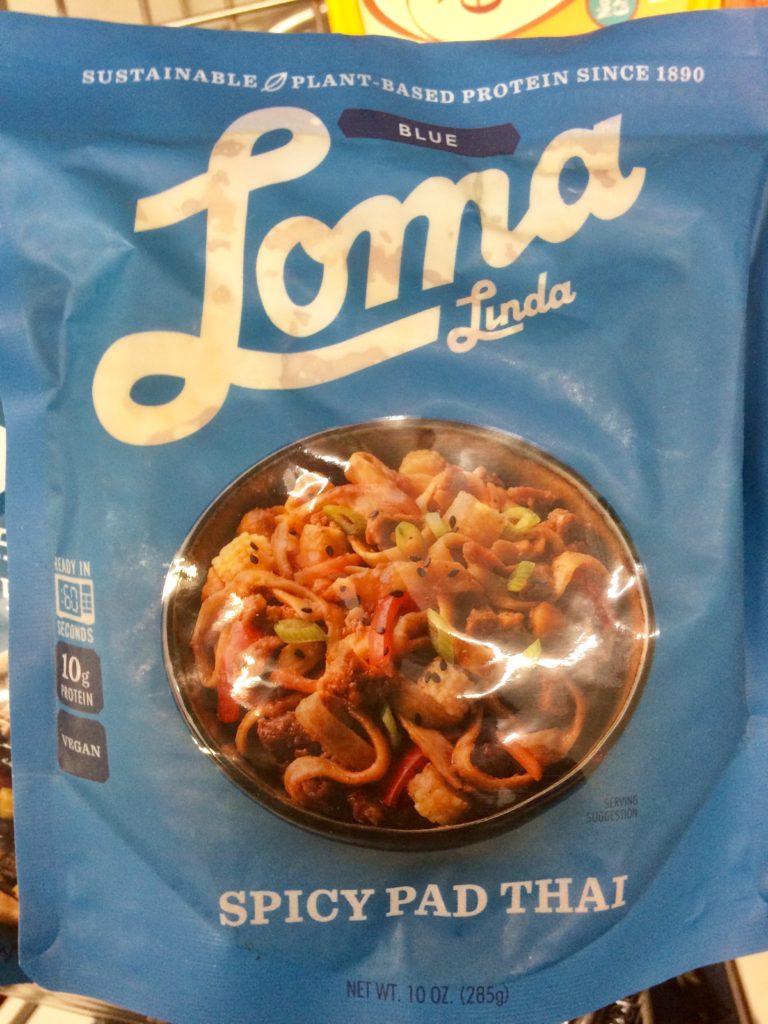 SUSTAINABLE PLANT-BASED PROTEIN SINCE 1890
BLUE
Loma
Linda
READY IN
:60
SECONDS
10g
PROTEIN
VEGAN
SERVING
SUGGESTION
SPICY PAD THAI
NET WT. 10 OZ. (285g)